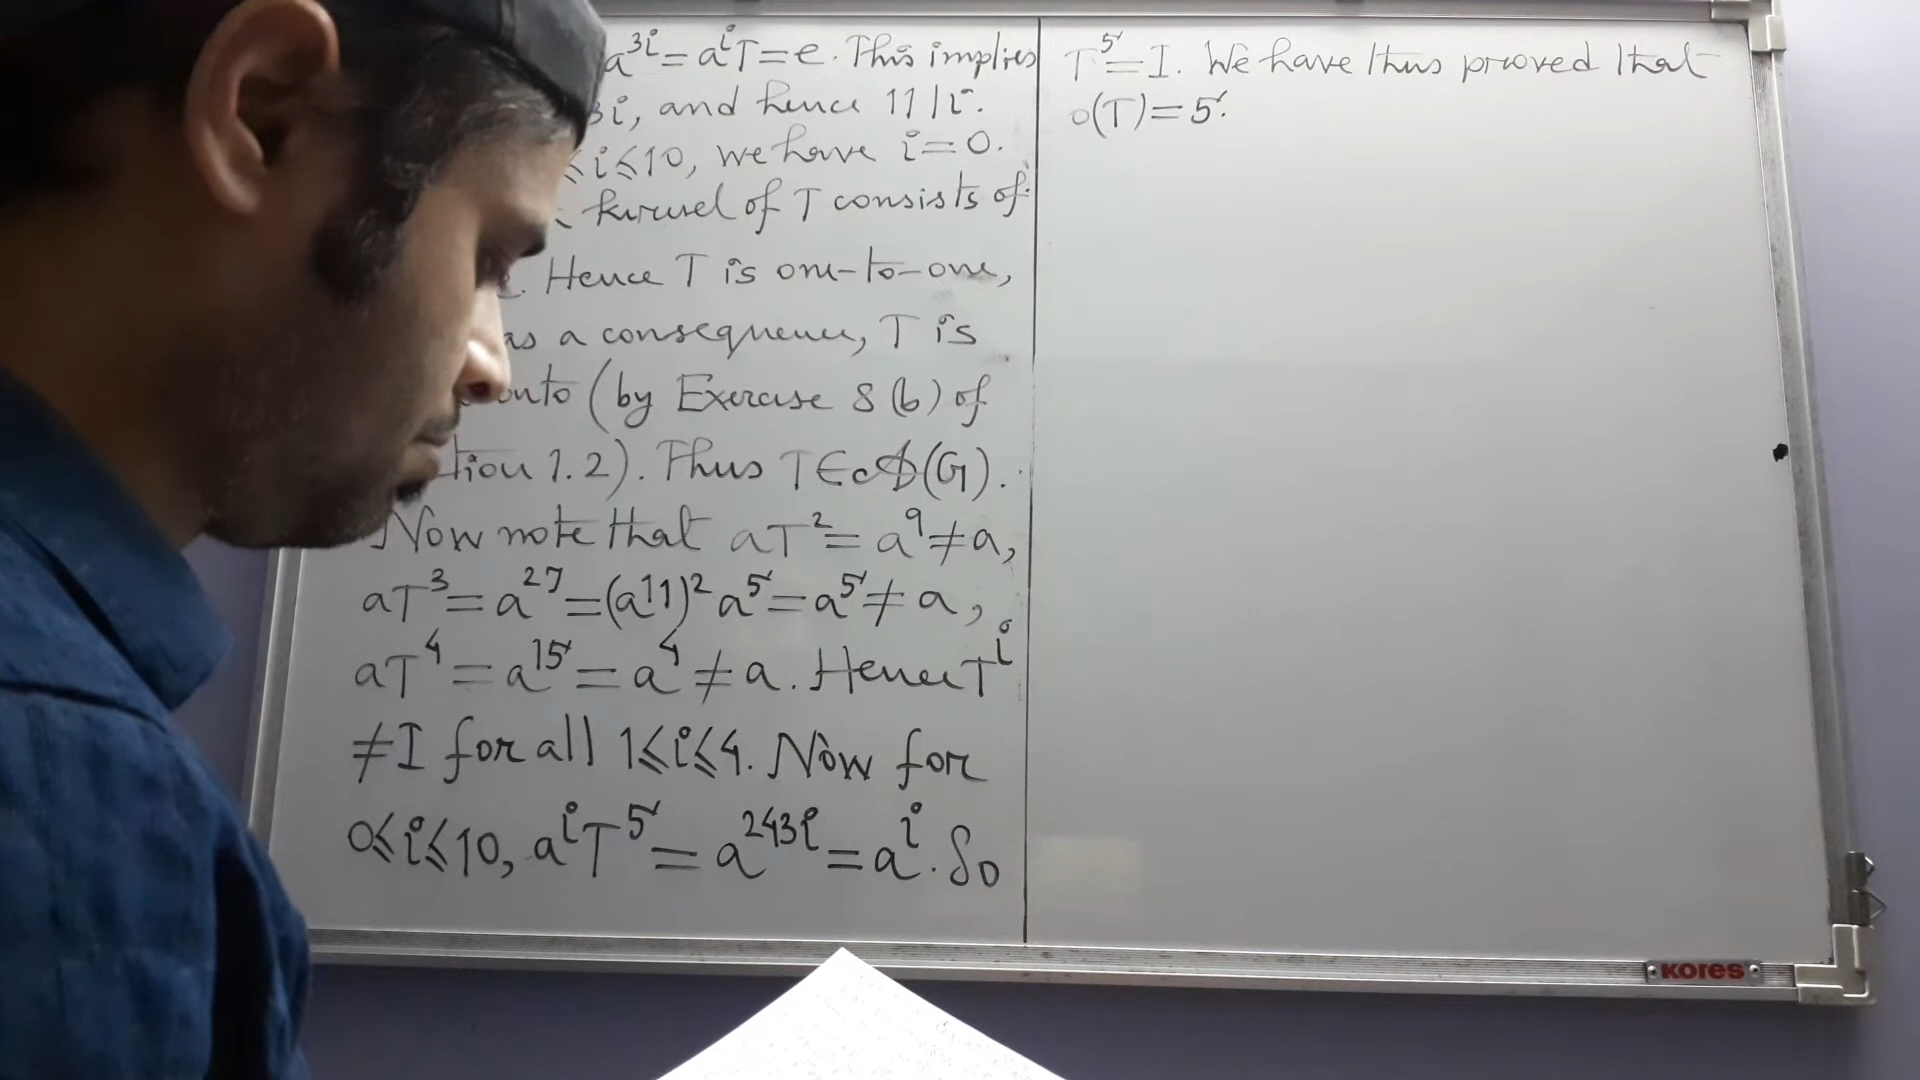 a^{3i} = a^i T = e. This implies
3i, and hence 11 | i.
≤ i ≤ 10, we have i = 0.
kernel of T consists of
. Hence T is one-to-one,
as a consequence, T is
onto (by Exercise 8 (b) of
tion 1.2). Thus T ∈ 𝒜(G).
Now note that aT^2 = a^9 ≠ a,
aT^3 = a^{27} = (a^{11})^2 a^5 = a^5 ≠ a,
aT^4 = a^{15} = a^4 ≠ a. Hence T^i
≠ I for all 1 ≤ i ≤ 4. Now for
0 ≤ i ≤ 10, a^i T^5 = a^{243i} = a^i. So
T^5 = I. We have thus proved that
o(T) = 5.
KORES